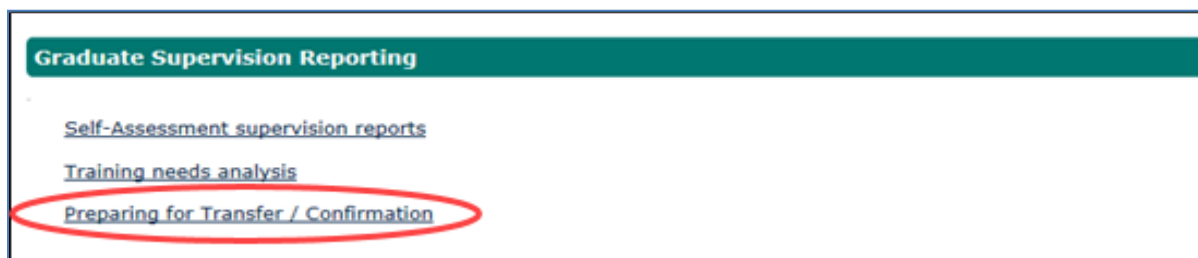 Graduate Supervision Reporting
Self-Assessment supervision reports
Training needs analysis
Preparing for Transfer / Confirmation